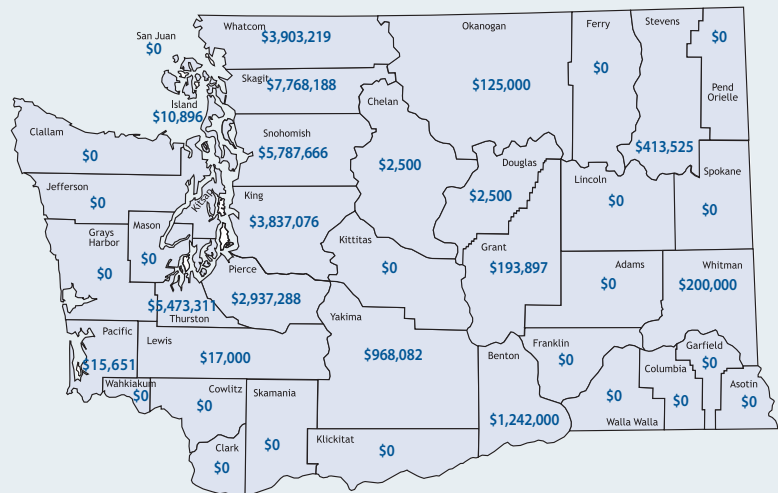 Whatcom
$3,903,219
San Juan
$0
Skagit
$7,768,188
Island
$10,896
Okanogan
$125,000
Ferry
$0
Stevens
$413,525
$0
Pend
Orielle
Clallam
$0
Snohomish
$5,787,666
Chelan
$2,500
Douglas
$2,500
Jefferson
$0
Kitsap
King
$3,837,076
Lincoln
$0
Spokane
$0
Grays
Harbor
$0
Mason
$0
Kittitas
$0
Grant
$193,897
Adams
$0
Whitman
$200,000
Pierce
$2,937,288
$5,473,311
Thurston
Pacific
$15,651
Lewis
$17,000
Yakima
$968,082
Benton
$1,242,000
Franklin
$0
Garfield
$0
Columbia
$0
Asotin
$0
$0
Walla Walla
Wahkiakum
$0
Cowlitz
$0
Skamania
$0
Clark
$0
Klickitat
$0